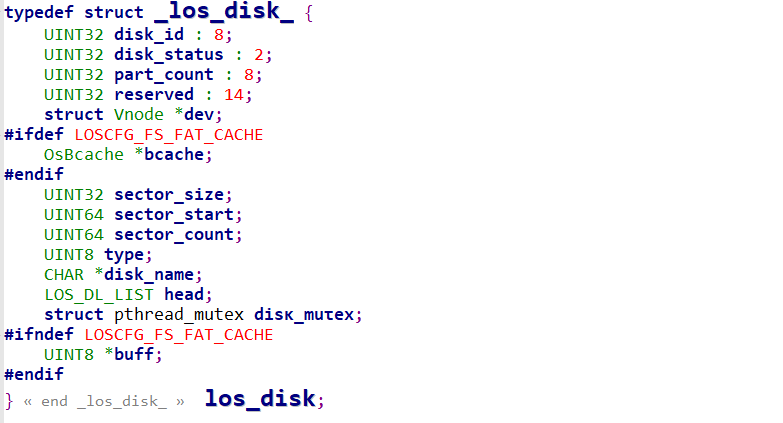 typedef struct _los_disk_ {
    UINT32 disk_id : 8;
    UINT32 disk_status : 2;
    UINT32 part_count : 8;
    UINT32 reserved : 14;
    struct Vnode *dev;
#ifdef LOSCFG_FS_FAT_CACHE
    OsBcache *bcache;
#endif
    UINT32 sector_size;
    UINT64 sector_start;
    UINT64 sector_count;
    UINT8 type;
    CHAR *disk_name;
    LOS_DL_LIST head;
    struct pthread_mutex disk_mutex;
#ifndef LOSCFG_FS_FAT_CACHE
    UINT8 *buff;
#endif
} « end _los_disk_ » los_disk;